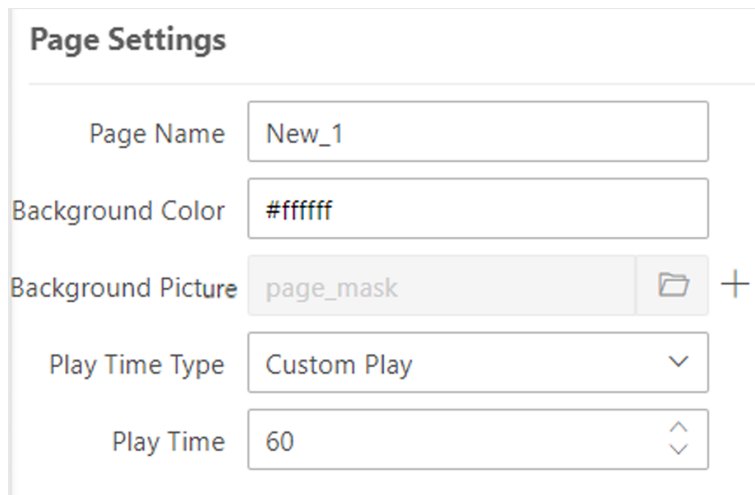 Page Settings
Page Name New_1
Background Color #ffffff
Background Picture page_mask
Play Time Type Custom Play
Play Time 60